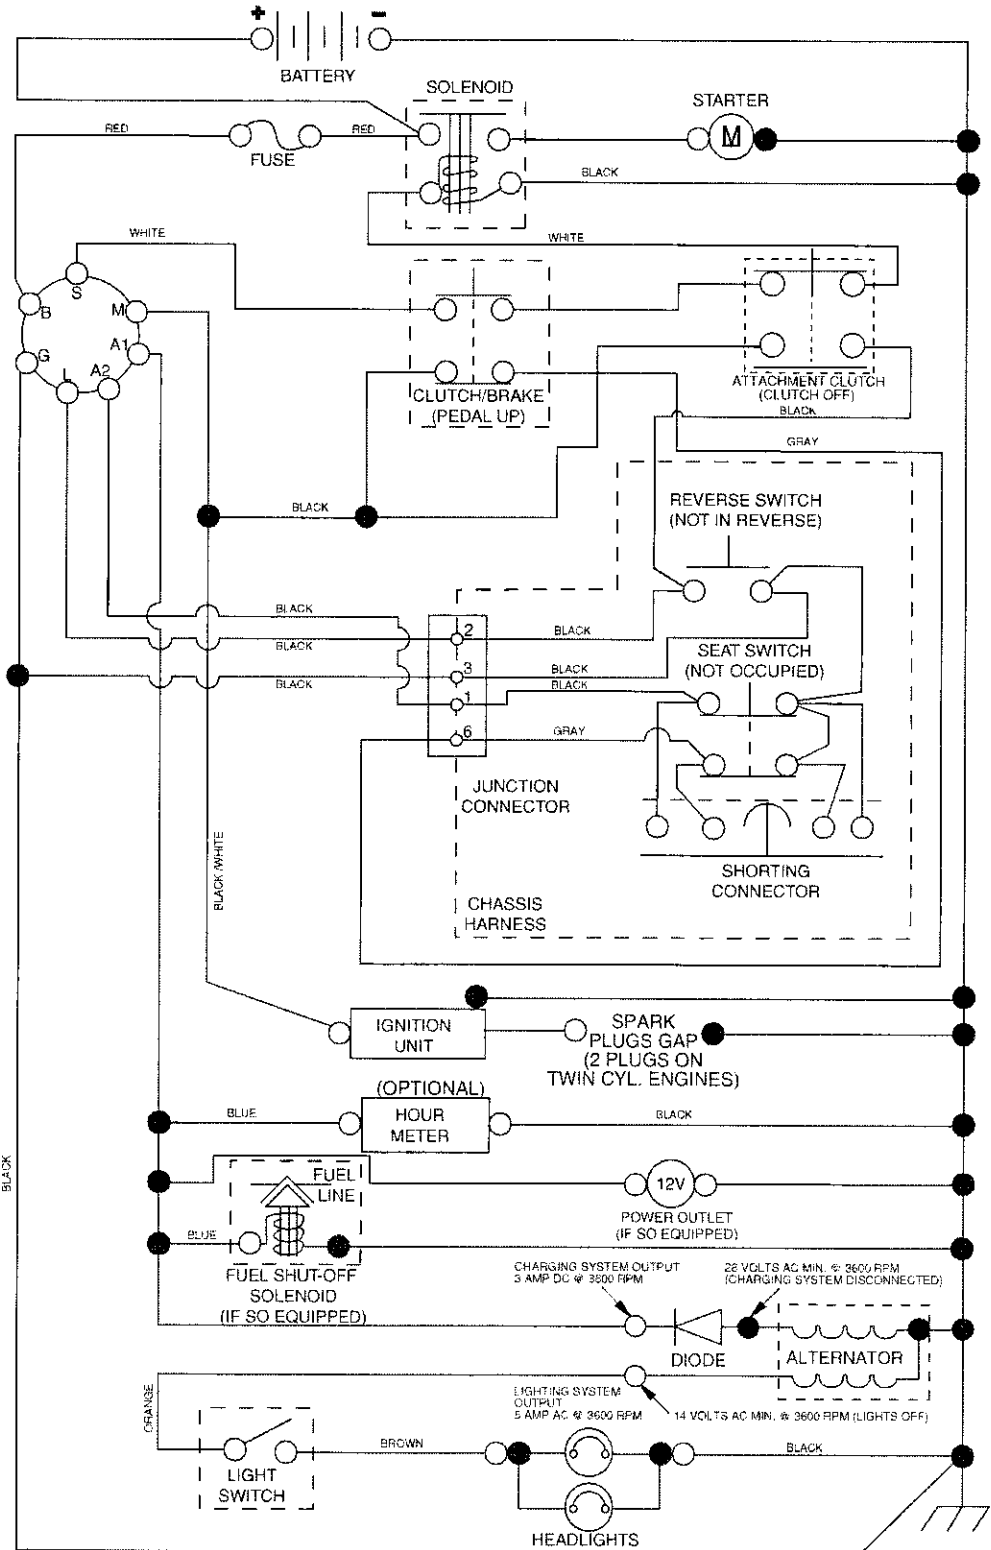 + -
BATTERY
SOLENOID
STARTER
RED
RED
FUSE
M
BLACK
WHITE
WHITE
S
B
M
G
A1
L
A2
CLUTCH/BRAKE
(PEDAL UP)
ATTACHMENT CLUTCH
(CLUTCH OFF)
BLACK
GRAY
REVERSE SWITCH
(NOT IN REVERSE)
BLACK
BLACK
BLACK
2
BLACK
SEAT SWITCH
(NOT OCCUPIED)
BLACK
3
BLACK
1
BLACK
6
GRAY
JUNCTION
CONNECTOR
BLACK/WHITE
SHORTING
CONNECTOR
CHASSIS
HARNESS
IGNITION
UNIT
SPARK
PLUGS GAP
(2 PLUGS ON
TWIN CYL. ENGINES)
(OPTIONAL)
BLUE
HOUR
METER
BLACK
BLACK
FUEL
LINE
12V
POWER OUTLET
(IF SO EQUIPPED)
BLUE
FUEL SHUT-OFF
SOLENOID
(IF SO EQUIPPED)
CHARGING SYSTEM OUTPUT
3 AMP DC @ 3600 RPM
28 VOLTS AC MIN. @ 3600 RPM
(CHARGING SYSTEM DISCONNECTED)
DIODE
ALTERNATOR
ORANGE
LIGHTING SYSTEM
OUTPUT
5 AMP AC @ 3600 RPM
14 VOLTS AC MIN. @ 3600 RPM (LIGHTS OFF)
BROWN
BLACK
LIGHT
SWITCH
HEADLIGHTS